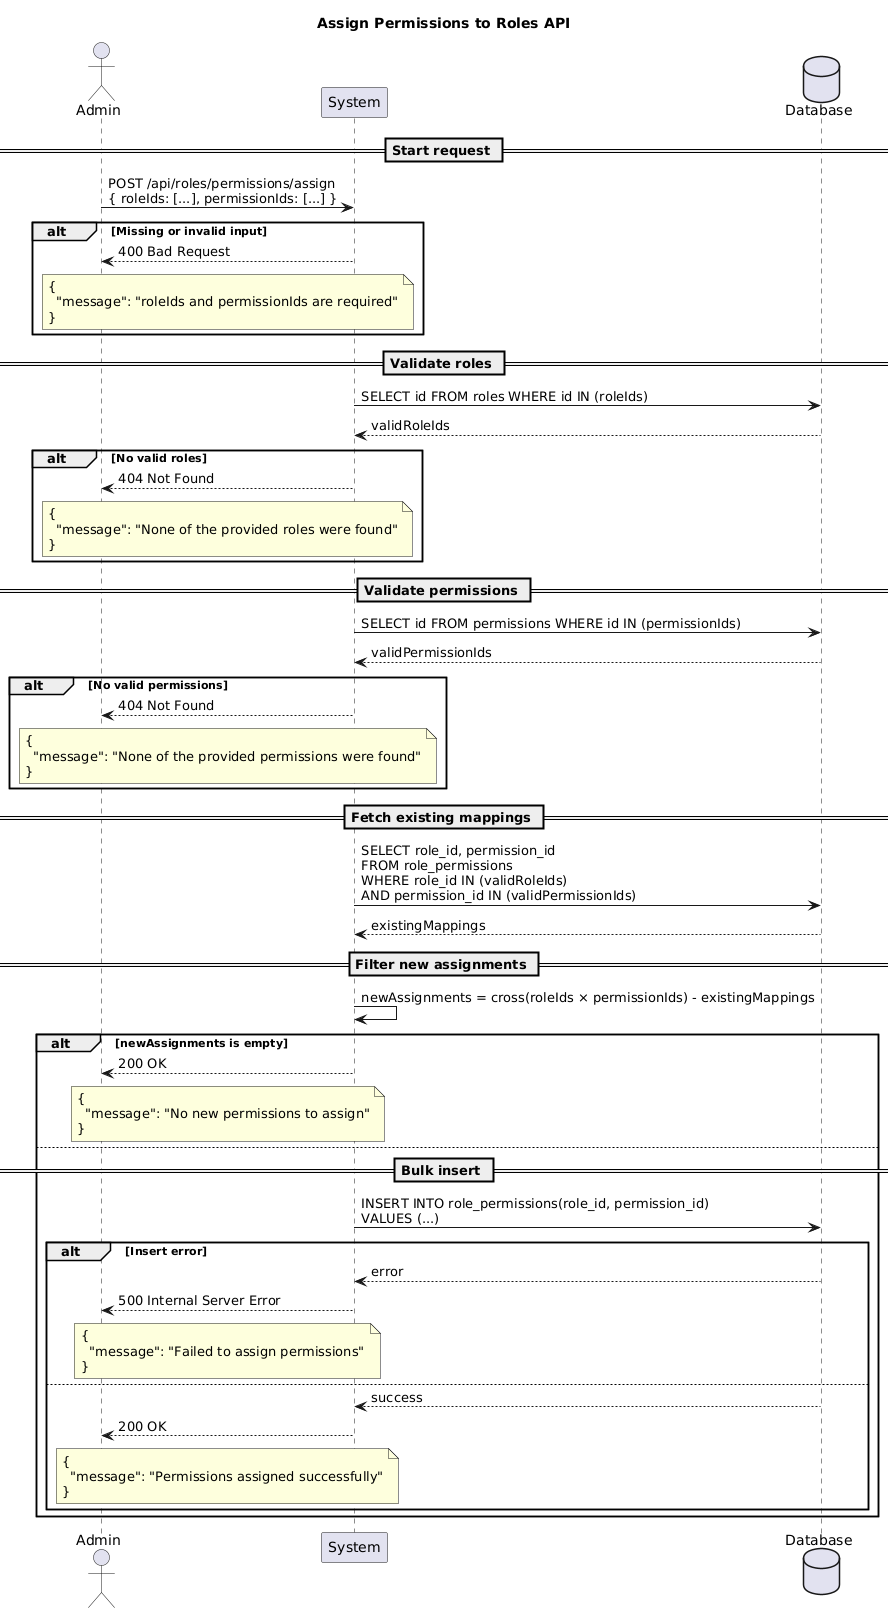 Assign Permissions to Roles API
Admin
System
Database
Start request
POST /api/roles/permissions/assign
{ roleIds: [...], permissionIds: [...] }
alt
[Missing or invalid input]
400 Bad Request
{
"message": "roleIds and permissionIds are required"
}
Validate roles
SELECT id FROM roles WHERE id IN (roleIds)
validRoleIds
alt
[No valid roles]
404 Not Found
{
"message": "None of the provided roles were found"
}
Validate permissions
SELECT id FROM permissions WHERE id IN (permissionIds)
validPermissionIds
alt
[No valid permissions]
404 Not Found
{
"message": "None of the provided permissions were found"
}
Fetch existing mappings
SELECT role_id, permission_id
FROM role_permissions
WHERE role_id IN (validRoleIds)
AND permission_id IN (validPermissionIds)
existingMappings
Filter new assignments
newAssignments = cross(roleIds × permissionIds) - existingMappings
alt
[newAssignments is empty]
200 OK
{
"message": "No new permissions to assign"
}
Bulk insert
INSERT INTO role_permissions(role_id, permission_id)
VALUES (...)
alt
[Insert error]
error
500 Internal Server Error
{
"message": "Failed to assign permissions"
}
success
200 OK
{
"message": "Permissions assigned successfully"
}
Admin
System
Database